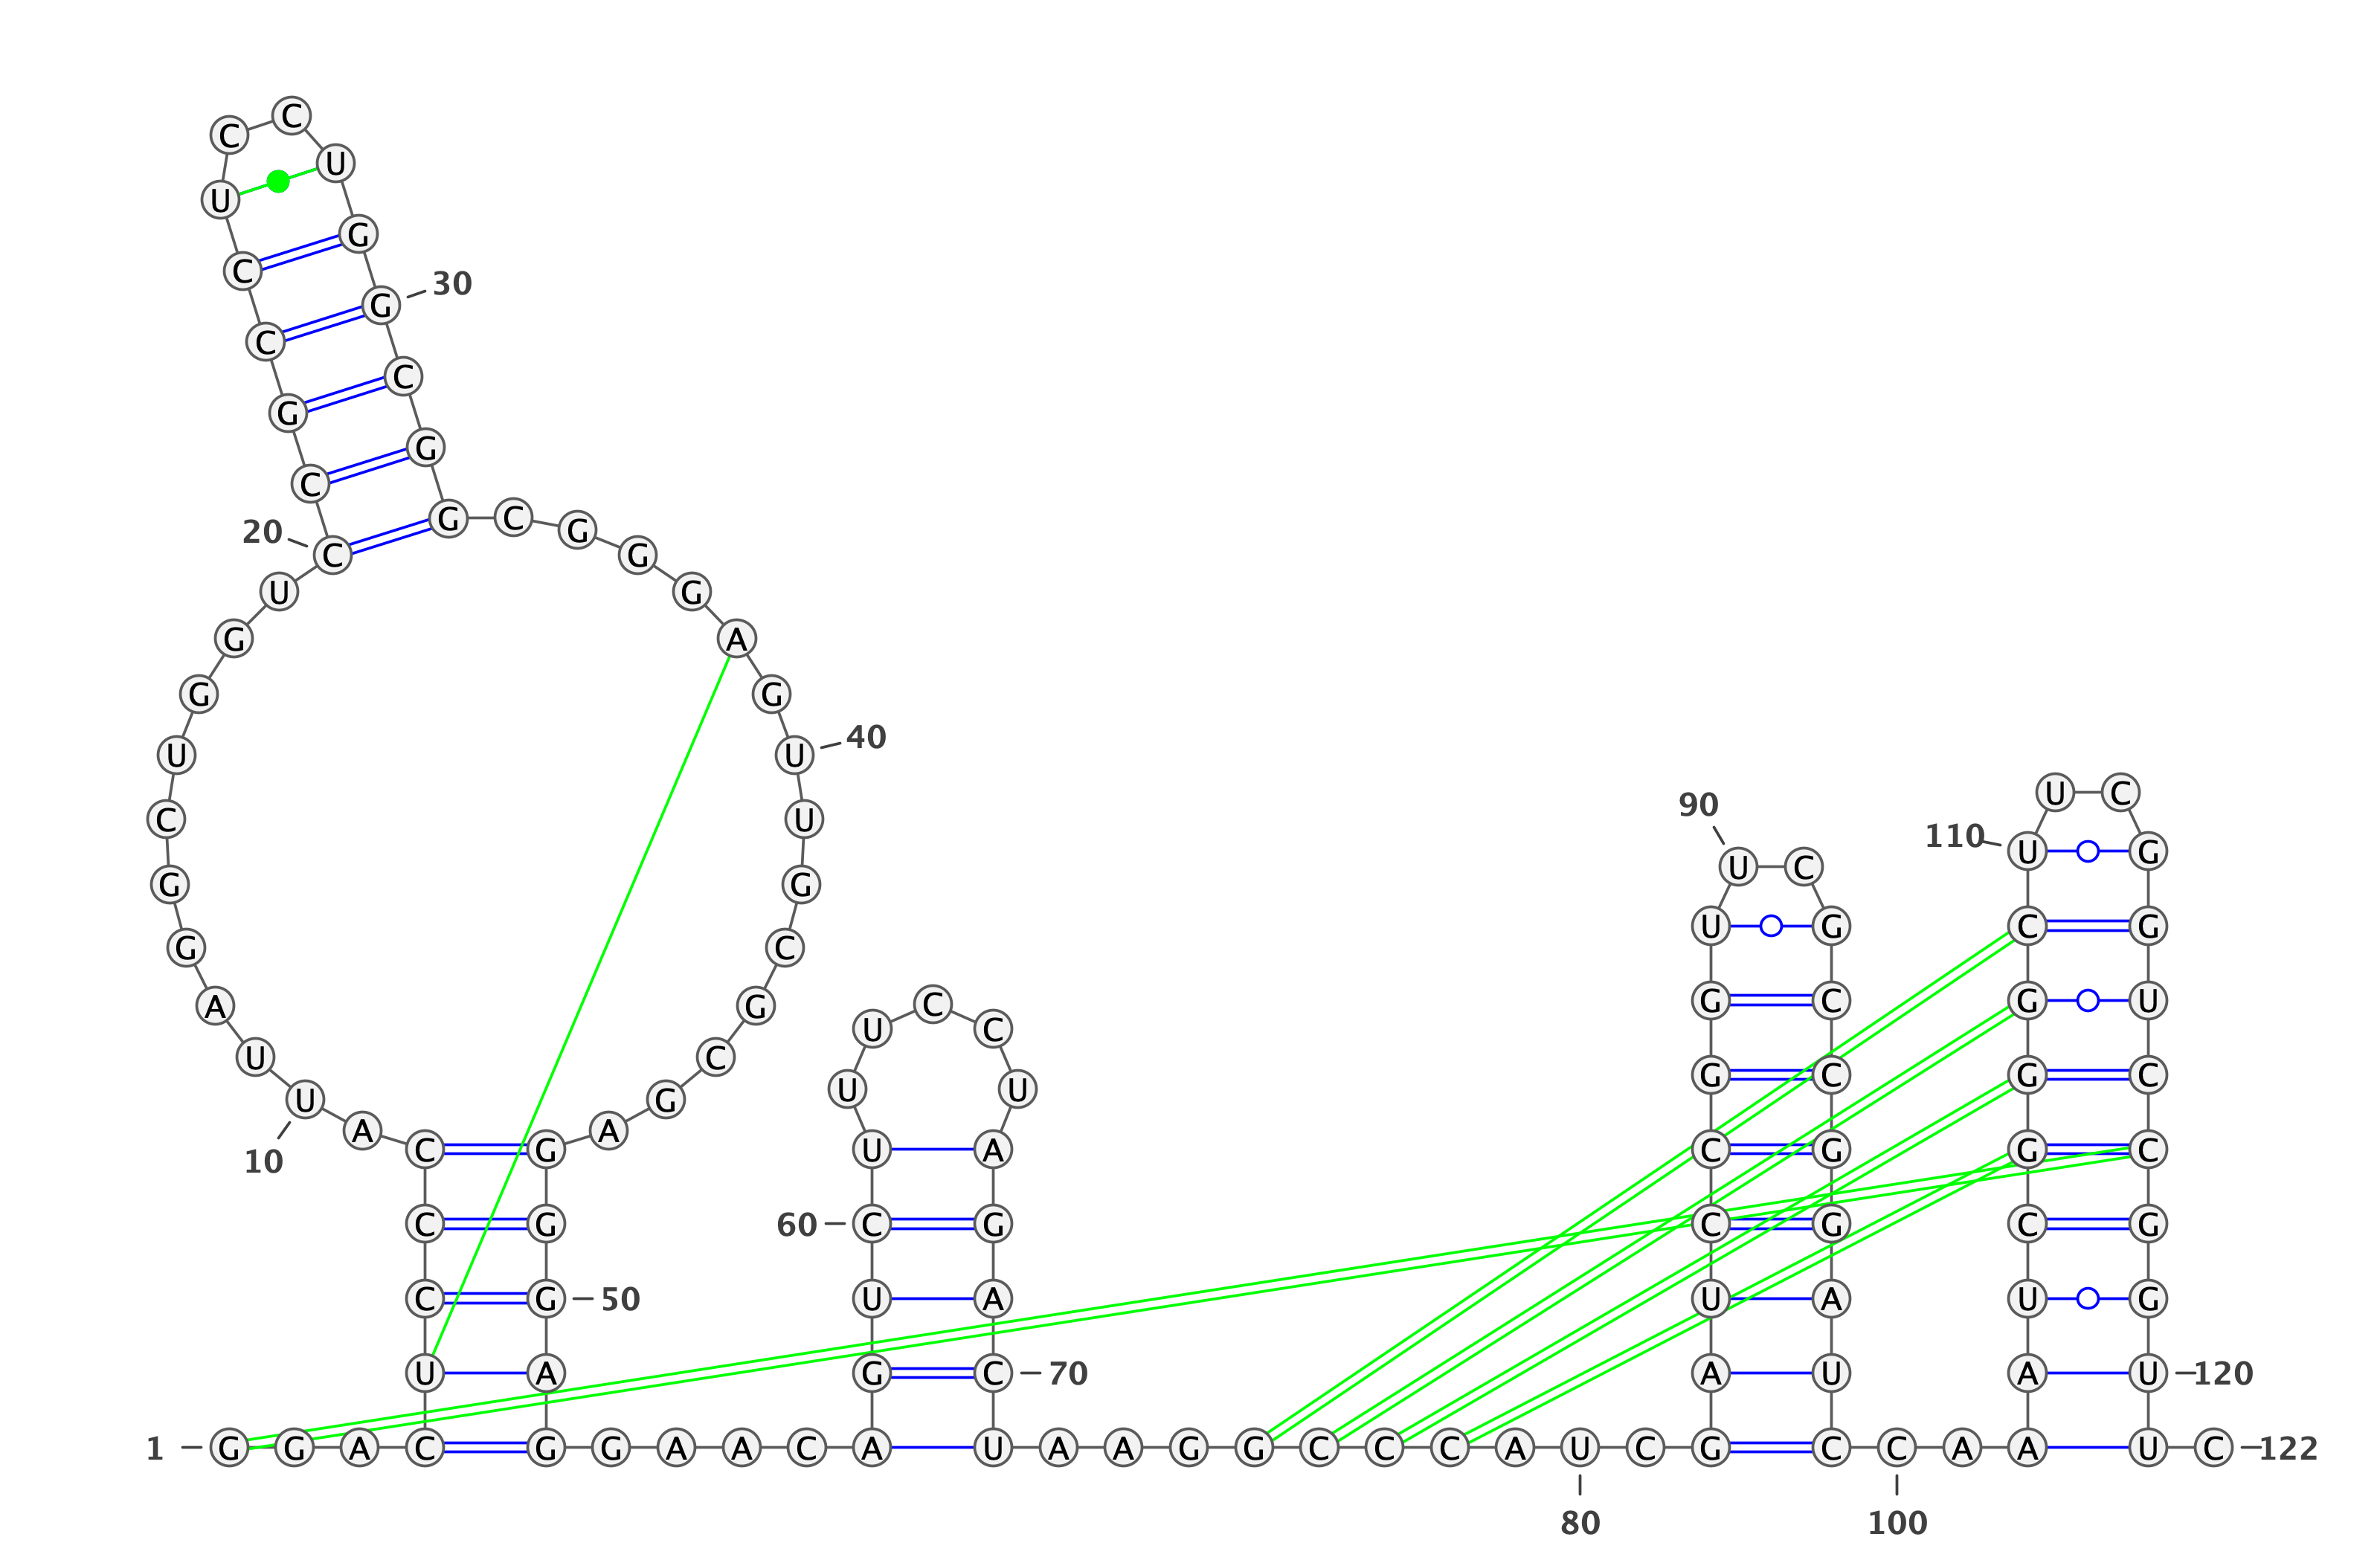 C C
U
U
G
C
30
G
C
C
G
G
C
G C G
20 C G
U G
G A
G G
40
U U
U C
90
C U
110 U G
U C
G G
U G C G
G C
G C G U
A G C
U C
U C
G C G C
U U
U G
A A
C G U A C G G C
10
C G 60 C G C G C G
C G 50 U A U A U G
U A G C 70 A U A U 120
1 G G A C G G A A C A U A A G G C C C A U C G C C A A U C 122
80 100